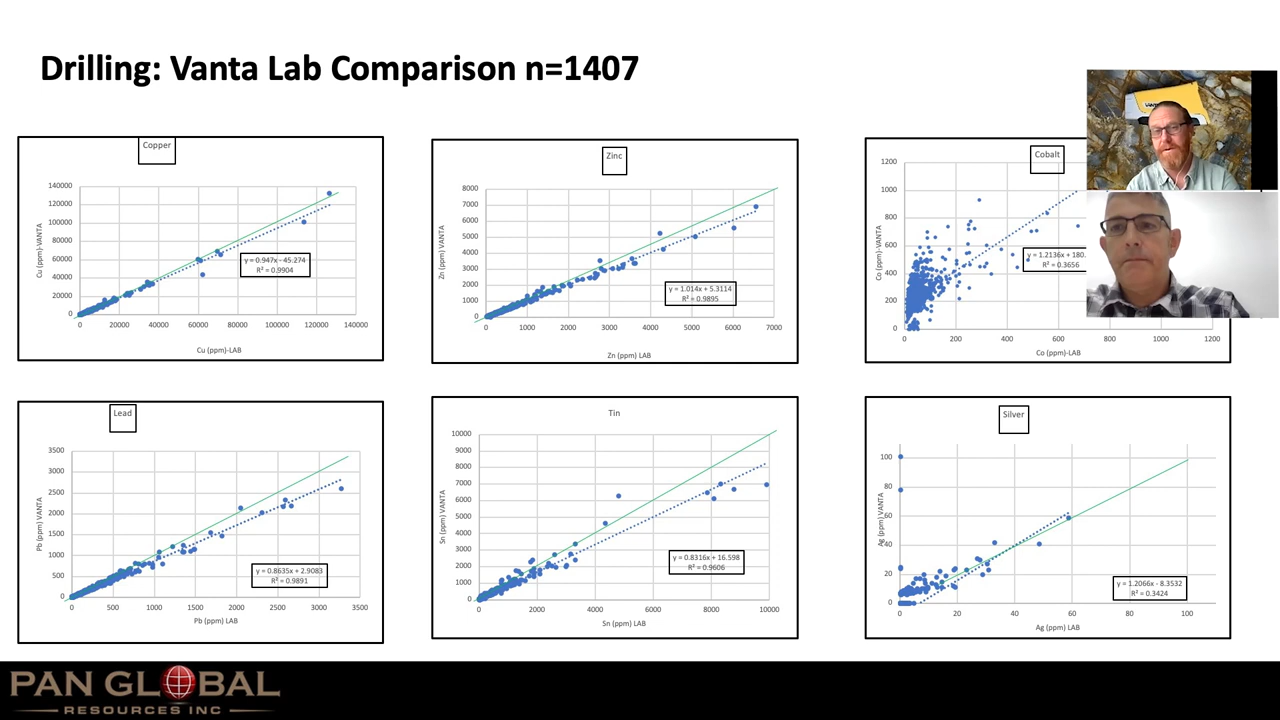 Drilling: Vanta Lab Comparison n=1407
Copper
140000
120000
100000
80000
60000
40000
20000
0
Cu (ppm)-VANTA
y = 0.947x - 45.274
R² = 0.9904
0 20000 40000 60000 80000 100000 120000 140000
Cu (ppm)-LAB
Zinc
8000
7000
6000
5000
4000
3000
2000
1000
0
Zn (ppm) VANTA
y = 1.014x + 5.3114
R² = 0.9895
0 1000 2000 3000 4000 5000 6000 7000
Zn (ppm) LAB
Cobalt
1200
1000
800
600
400
200
0
Co (ppm)-VANTA
y = 1.2136x + 180.
R² = 0.3656
0 200 400 600 800 1000 1200
Co (ppm)-LAB
Lead
3500
3000
2500
2000
1500
1000
500
0
Pb (ppm) VANTA
y = 0.8635x + 2.9083
R² = 0.9891
0 500 1000 1500 2000 2500 3000 3500
Pb (ppm) LAB
Tin
10000
9000
8000
7000
6000
5000
4000
3000
2000
1000
0
Sn (ppm) VANTA
y = 0.8316x + 16.598
R² = 0.9606
0 2000 4000 6000 8000 10000
Sn (ppm) LAB
Silver
100
80
60
40
20
0
Ag (ppm) VANTA
y = 1.2066x - 8.3532
R² = 0.3424
0 20 40 60 80 100
Ag (ppm) LAB
PAN GLOBAL
RESOURCES INC